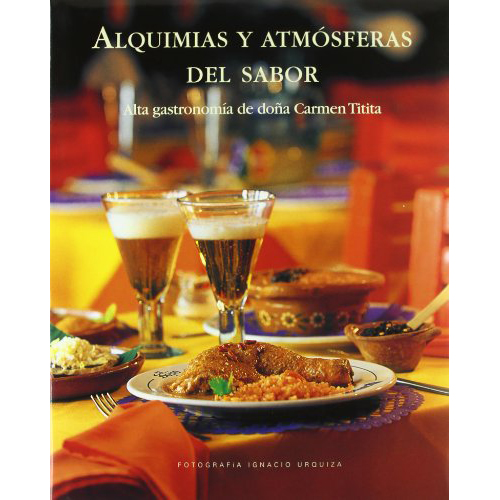 ALQUIMIAS Y ATMÓSFERAS
DEL SABOR
Alta gastronomía de doña Carmen Titita
FOTOGRAFÍA IGNACIO URQUIZA